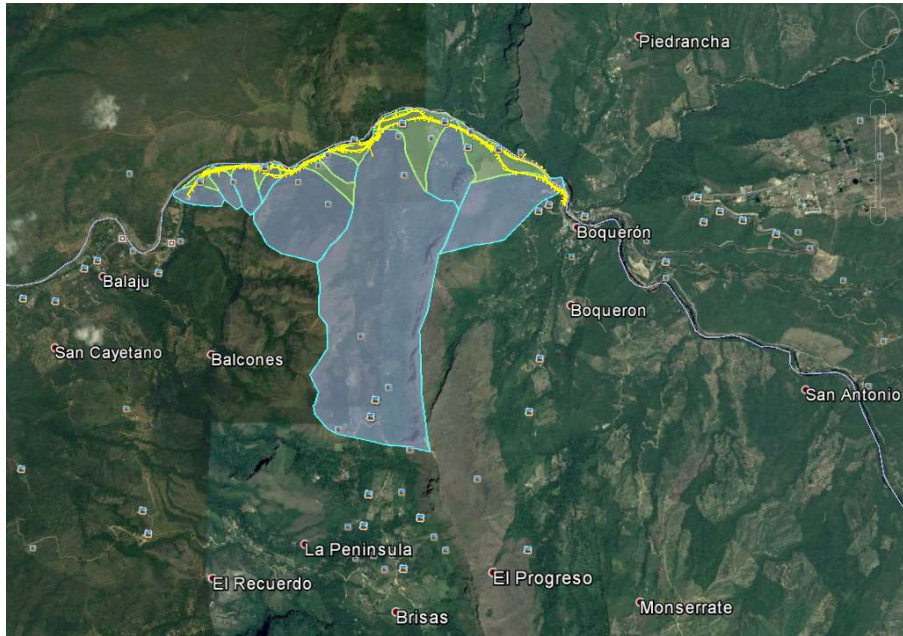 Piedrancha
Boquerón
Balaju
Boqueron
San Cayetano
Balcones
San Antonio
La Peninsula
El Recuerdo
El Progreso
Brisas
Monserrate